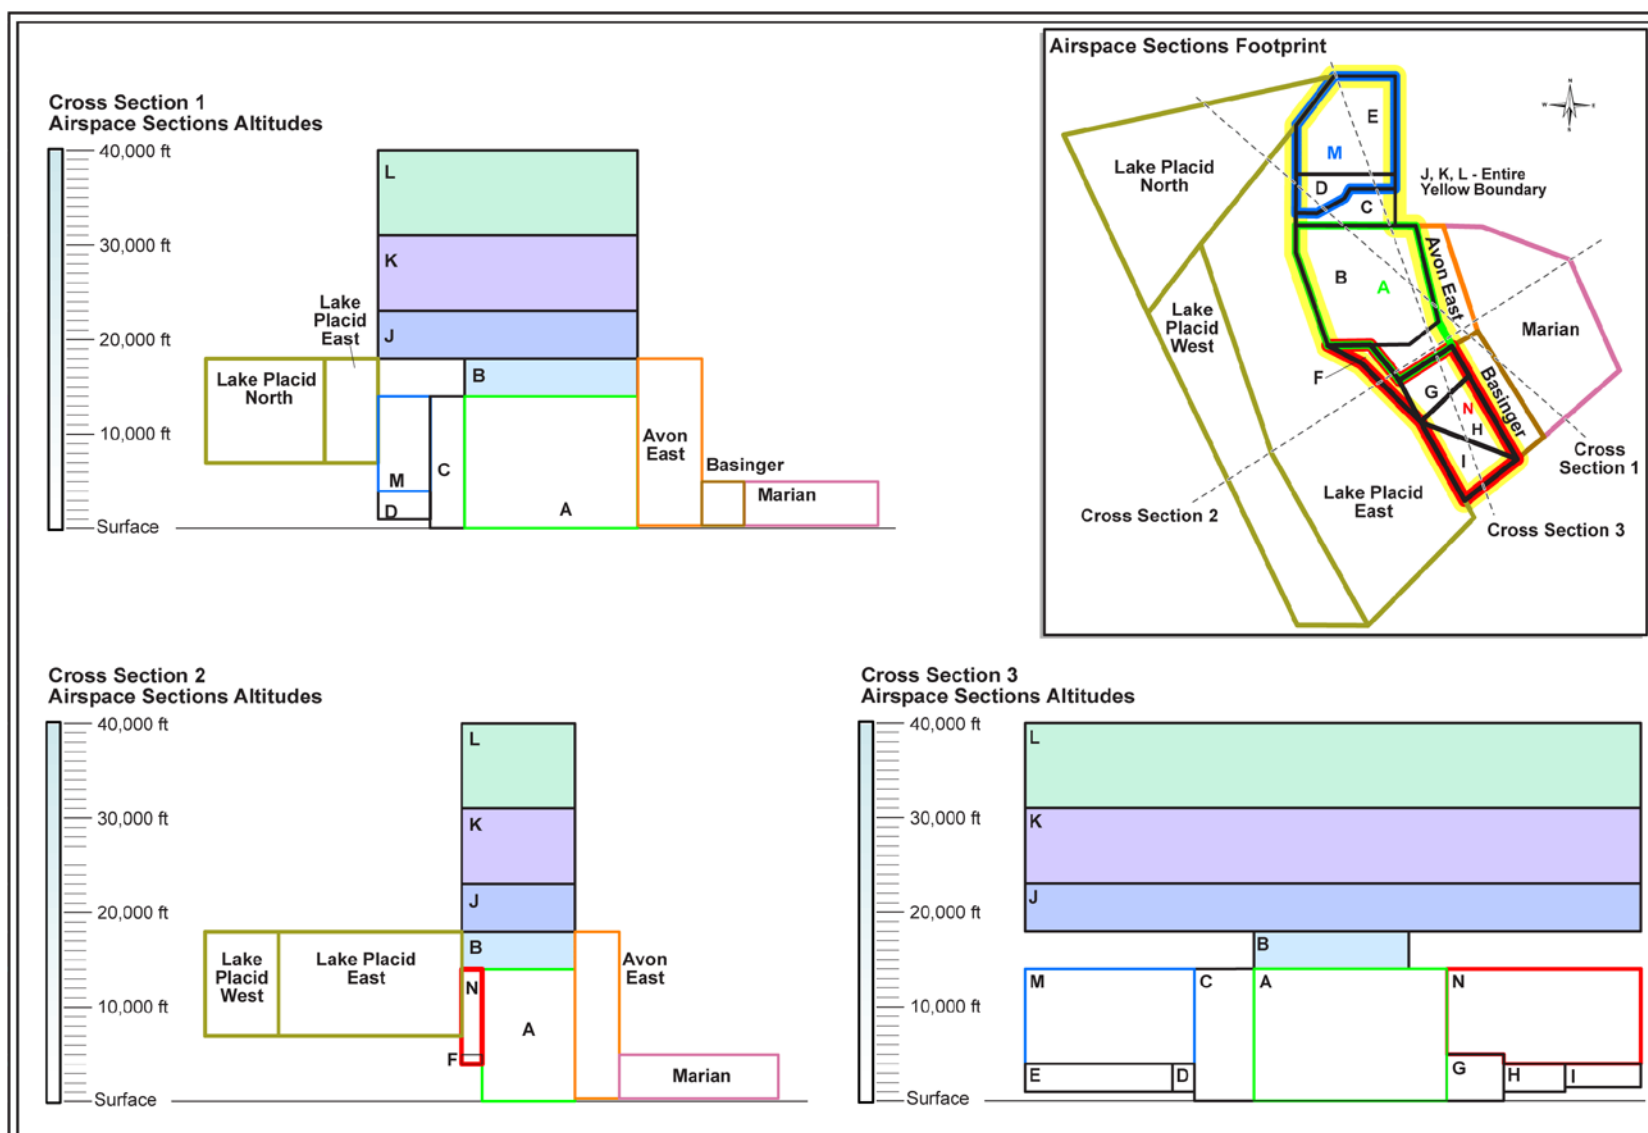 Cross Section 1
Airspace Sections Altitudes
40,000 ft
30,000 ft
20,000 ft
10,000 ft
Surface
L
K
J
B
Lake
Placid
East
Lake Placid
North
M
D
C
A
Avon
East
Basinger
Marian
Airspace Sections Footprint
N
W
E
S
Lake Placid
North
E
M
D
C
J, K, L - Entire
Yellow Boundary
B
A
Avon East
Marian
Lake
Placid
West
F
G
N
H
I
Basinger
Lake Placid
East
Cross
Section 1
Cross Section 2
Cross Section 3
Cross Section 2
Airspace Sections Altitudes
40,000 ft
30,000 ft
20,000 ft
10,000 ft
Surface
L
K
J
B
Lake
Placid
West
Lake Placid
East
N
F
A
Avon
East
Marian
Cross Section 3
Airspace Sections Altitudes
40,000 ft
30,000 ft
20,000 ft
10,000 ft
Surface
L
K
J
B
M
C
A
N
E
D
G
H
I